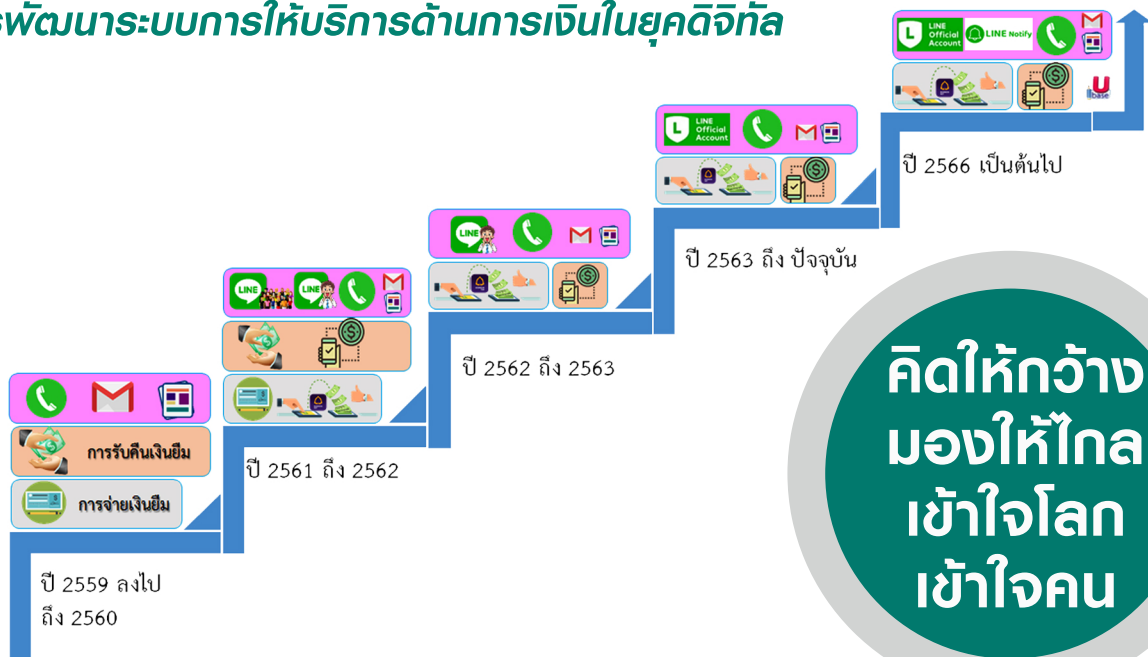 รพัฒนาระบบการให้บริการด้านการเงินในยุคดิจิทัล
LINE
Official
Account
LINE Notify
Ubase
ปี 2566 เป็นต้นไป
L
LINE
Official
Account
ปี 2563 ถึง ปัจจุบัน
LINE
ปี 2562 ถึง 2563
LINE
LINE
ปี 2561 ถึง 2562
การรับคืนเงินยืม
การจ่ายเงินยืม
ปี 2559 ลงไป
ถึง 2560
คิดให้กว้าง
มองให้ไกล
เข้าใจโลก
เข้าใจคน